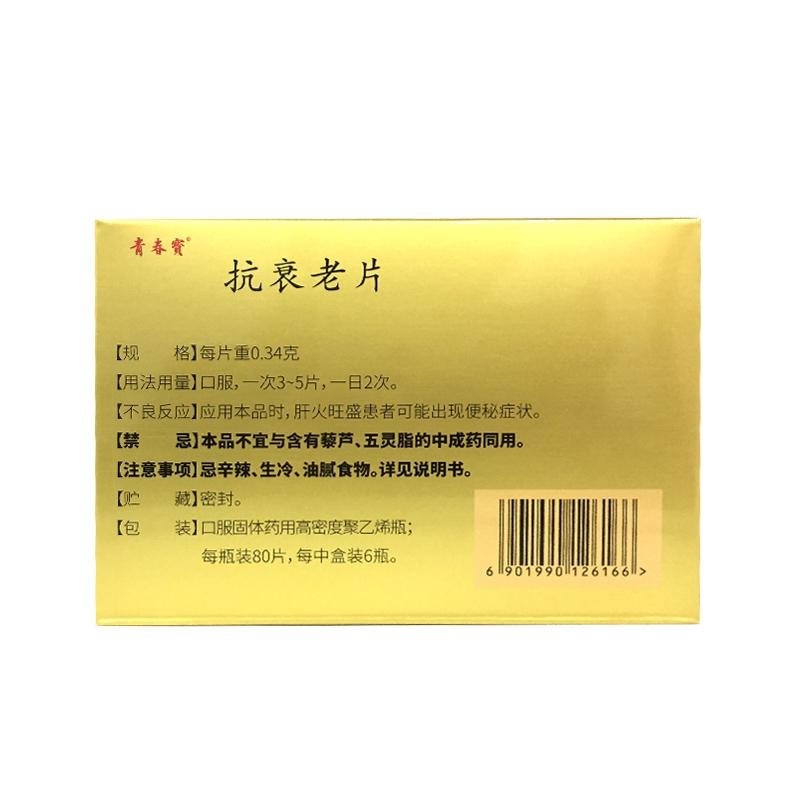 青春寳®
抗衰老片
【规　　格】每片重0.34克
【用法用量】口服，一次3~5片，一日2次。
【不良反应】应用本品时，肝火旺盛患者可能出现便秘症状。
【禁　　忌】本品不宜与含有藜芦、五灵脂的中成药同用。
【注意事项】忌辛辣、生冷、油腻食物。详见说明书。
【贮　　藏】密封。
【包　　装】口服固体药用高密度聚乙烯瓶；
每瓶装80片，每中盒装6瓶。
6 901990 126166 >